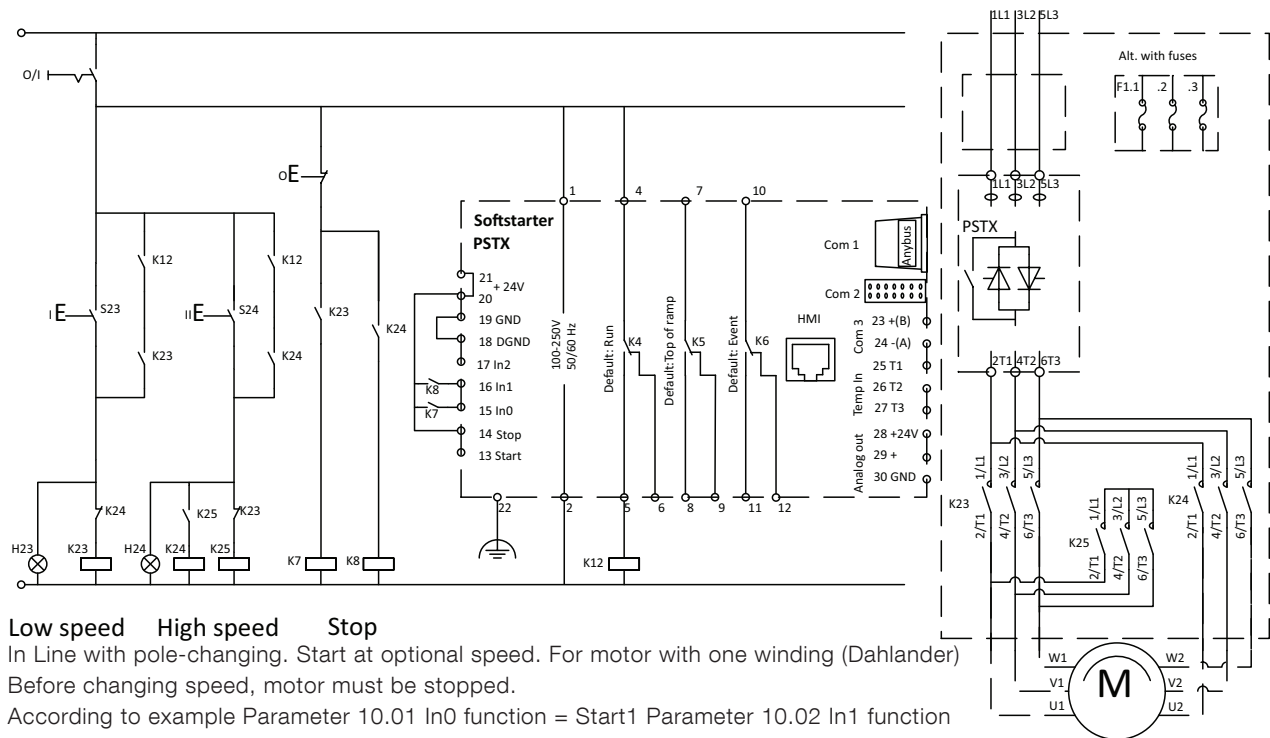 1L1 3L2 5L3
O/I
Alt. with fuses
F1.1 .2 .3
OE
1 4 7 10
1L1 3L2 5L3
Softstarter
PSTX
PSTX
Com 1
Anybus
Com 2
K12
K12
I E S23
II E S24
K23
K24
K23
K24
21
+ 24V
20
19 GND
18 DGND
17 In2
16 In1
K8
15 In0
K7
14 Stop
13 Start
100-250V
50/60 Hz
Default: Run
K4
Default:Top of ramp
K5
Default: Event
K6
HMI
Com 3
23 +(B)
24 -(A)
Temp In
25 T1
26 T2
27 T3
Analog out
28 +24V
29 +
30 GND
2T1 4T2 6T3
22 2 5 6 8 9 11 12
K23
1/L1 3/L2 5/L3
2/T1 4/T2 6/T3
K25
1/L1 3/L2 5/L3
2/T1 4/T2 6/T3
K24
1/L1 3/L2 5/L3
2/T1 4/T2 6/T3
K24 K25 K23
H23 K23 H24 K24 K25 K7 K8 K12
Low speed High speed Stop
In Line with pole-changing. Start at optional speed. For motor with one winding (Dahlander)
Before changing speed, motor must be stopped.
According to example Parameter 10.01 In0 function = Start1 Parameter 10.02 In1 function
W1 W2
V1 M V2
U1 U2